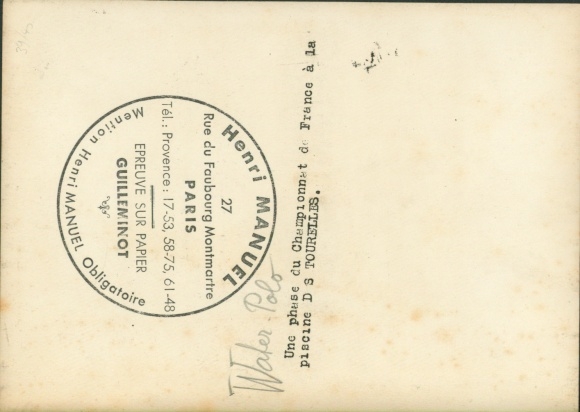 Henri MANUEL
27
Rue du Faubourg Montmartre
PARIS
Tél.: Provence: 17-53, 58-75, 61-48
EPREUVE SUR PAPIER
GUILLEMINOT
Mention Henri MANUEL Obligatoire
Water Polo
Une phase du Championnat de France à la
piscine D S TOURELLES.